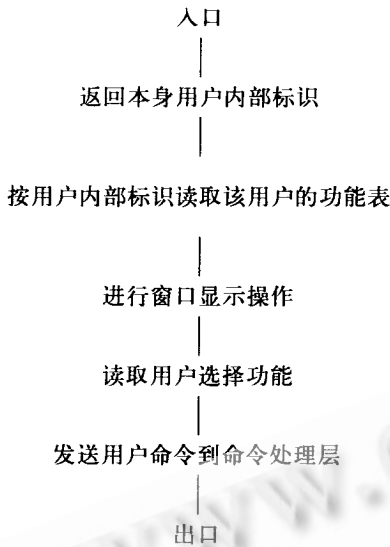 入口
返回本身用户内部标识
按用户内部标识读取该用户的功能表
进行窗口显示操作
读取用户选择功能
发送用户命令到命令处理层
出口